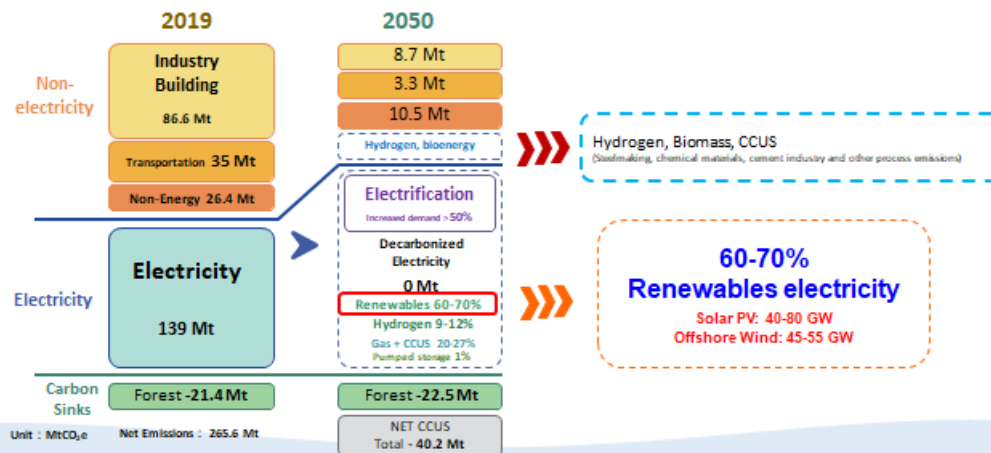 2019
2050
Non-
electricity
Industry
Building
86.6 Mt
Transportation 35 Mt
Non-Energy 26.4 Mt
8.7 Mt
3.3 Mt
10.5 Mt
Hydrogen, bioenergy
Hydrogen, Biomass, CCUS
(Steelmaking, chemical materials, cement industry and other process emissions)
Electricity
Electricity
139 Mt
Electrification
Increased demand >50%
Decarbonized
Electricity
0 Mt
Renewables 60-70%
Hydrogen 9-12%
Gas + CCUS 20-27%
Pumped storage 1%
60-70%
Renewables electricity
Solar PV: 40-80 GW
Offshore Wind: 45-55 GW
Carbon
Sinks
Forest -21.4 Mt
Forest -22.5 Mt
Unit : MtCO₂e
Net Emissions : 265.6 Mt
NET CCUS
Total - 40.2 Mt